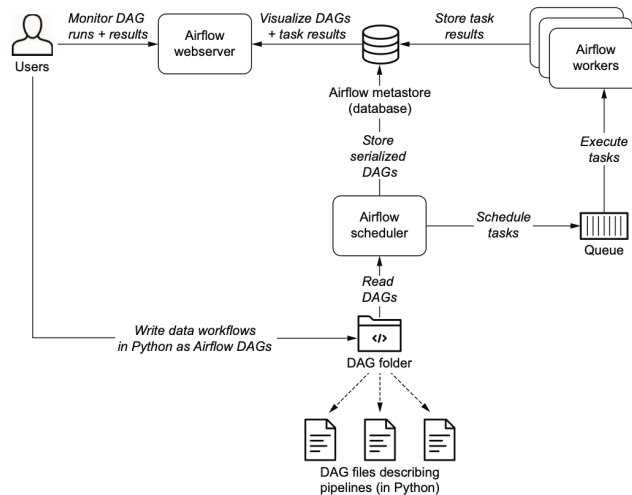 Monitor DAG
runs + results
Users
Airflow
webserver
Visualize DAGs
+ task results
Airflow metastore
(database)
Store task
results
Airflow
workers
Store
serialized
DAGs
Execute
tasks
Airflow
scheduler
Schedule
tasks
Queue
Read
DAGs
Write data workflows
in Python as Airflow DAGs
</>
DAG folder
DAG files describing
pipelines (in Python)